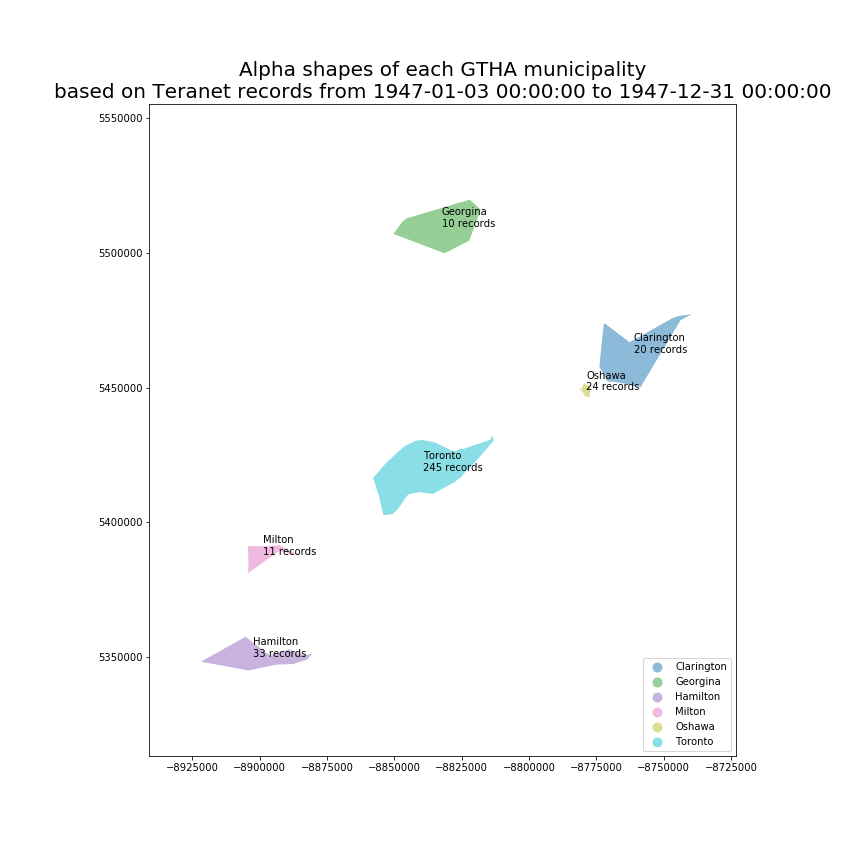 Alpha shapes of each GTHA municipality
based on Teranet records from 1947-01-03 00:00:00 to 1947-12-31 00:00:00
5550000
5500000
5450000
5400000
5350000
Georgina
10 records
Clarington
20 records
Oshawa
24 records
Toronto
245 records
Milton
11 records
Hamilton
33 records
Clarington
Georgina
Hamilton
Milton
Oshawa
Toronto
−8925000 −8900000 −8875000 −8850000 −8825000 −8800000 −8775000 −8750000 −8725000